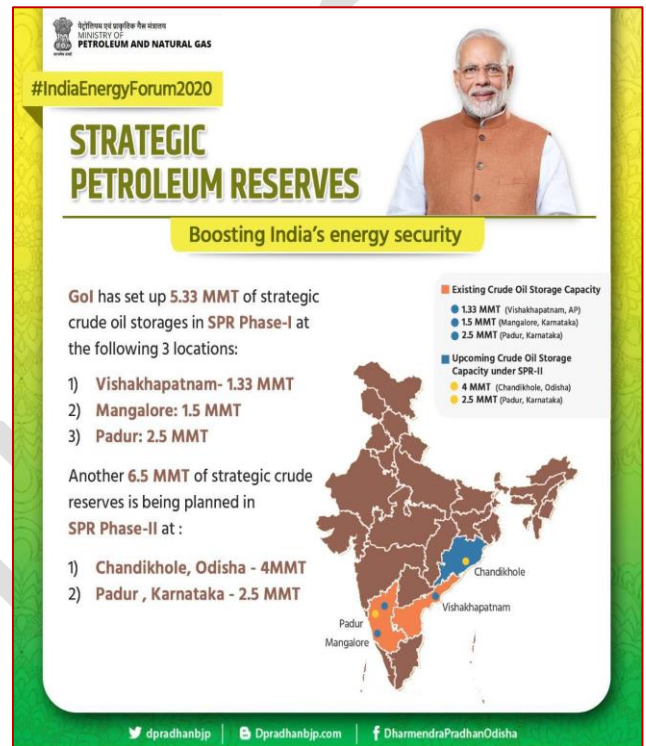 पेट्रोलियम एवं प्राकृतिक गैस मंत्रालय
MINISTRY OF
PETROLEUM AND NATURAL GAS
#IndiaEnergyForum2020
STRATEGIC
PETROLEUM RESERVES
Boosting India's energy security
GoI has set up 5.33 MMT of strategic
crude oil storages in SPR Phase-I at
the following 3 locations:
1) Vishakhapatnam- 1.33 MMT
2) Mangalore: 1.5 MMT
3) Padur: 2.5 MMT
Another 6.5 MMT of strategic crude
reserves is being planned in
SPR Phase-II at :
1) Chandikhole, Odisha - 4MMT
2) Padur , Karnataka - 2.5 MMT
Existing Crude Oil Storage Capacity
1.33 MMT (Vishakhapatnam, AP)
1.5 MMT (Mangalore, Karnataka)
2.5 MMT (Padur, Karnataka)
Upcoming Crude Oil Storage
Capacity under SPR-II
4 MMT (Chandikhole, Odisha)
2.5 MMT (Padur, Karnataka)
Chandikhole
Vishakhapatnam
Padur
Mangalore
dpradhanbjp | Dpradhanbjp.com | DharmendraPradhanOdisha